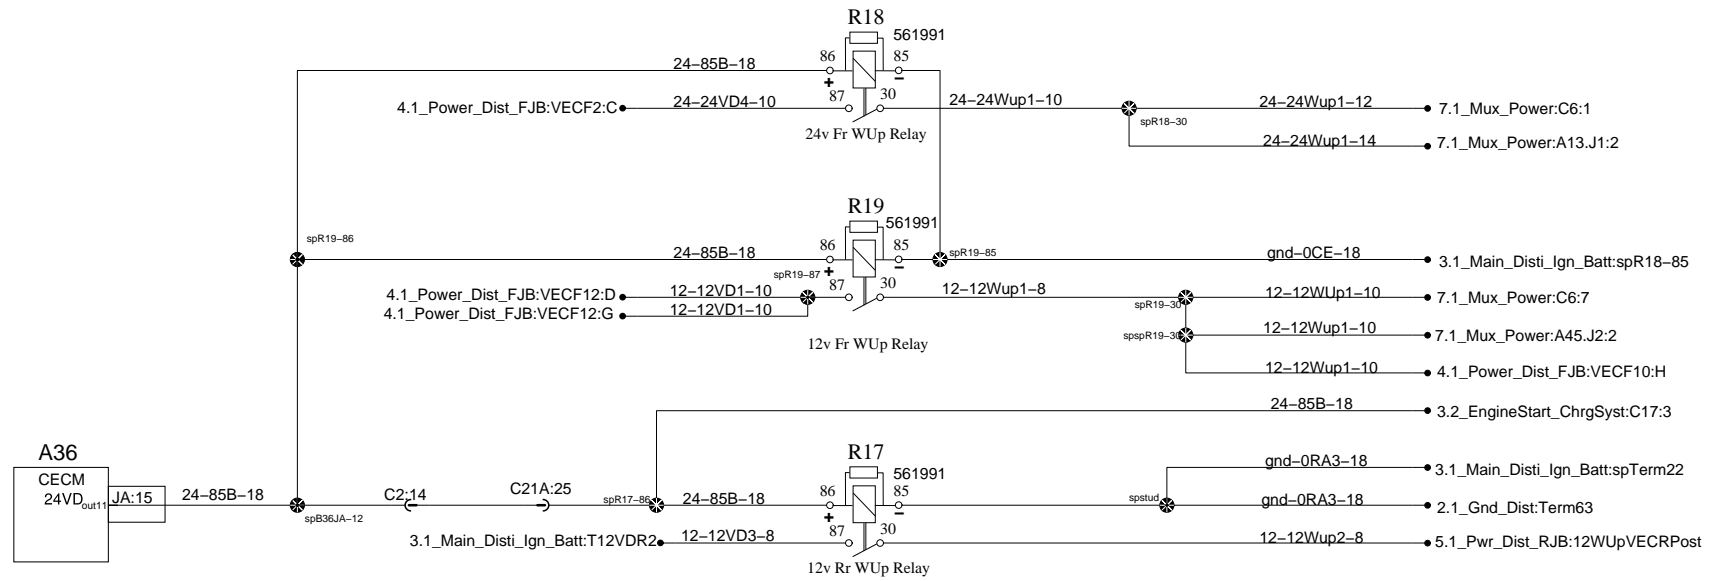 R18
561991
24–85B–18
86
85
+
–
4.1_Power_Dist_FJB:VECF2:C
24–24VD4–10
87
30
24–24Wup1–10
24–24Wup1–12
7.1_Mux_Power:C6:1
spR18–30
24v Fr WUp Relay
24–24Wup1–14
7.1_Mux_Power:A13.J1:2
R19
561991
spR19–86
24–85B–18
86
85
+
–
spR19–85
gnd–0CE–18
3.1_Main_Disti_Ign_Batt:spR18–85
spR19–87
4.1_Power_Dist_FJB:VECF12:D
12–12VD1–10
87
30
12–12Wup1–8
spR19–30
12–12WUp1–10
7.1_Mux_Power:C6:7
4.1_Power_Dist_FJB:VECF12:G
12–12VD1–10
12v Fr WUp Relay
spspR19–30
12–12Wup1–10
7.1_Mux_Power:A45.J2:2
12–12Wup1–10
4.1_Power_Dist_FJB:VECF10:H
24–85B–18
3.2_EngineStart_ChrgSyst:C17:3
A36
CECM
24VDout11
JA:15
24–85B–18
spB36JA–12
C2:14
C21A:25
spR17–86
24–85B–18
R17
561991
86
85
+
–
gnd–0RA3–18
3.1_Main_Disti_Ign_Batt:spTerm22
spstud
gnd–0RA3–18
2.1_Gnd_Dist:Term63
3.1_Main_Disti_Ign_Batt:T12VDR2
12–12VD3–8
87
30
12–12Wup2–8
5.1_Pwr_Dist_RJB:12WUpVECRPost
12v Rr WUp Relay